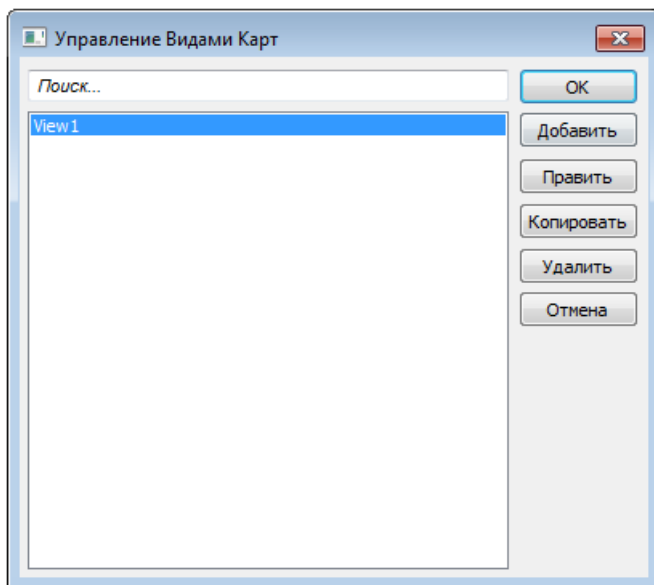 Управление Видами Карт
Поиск...
OK
View1
Добавить
Править
Копировать
Удалить
Отмена